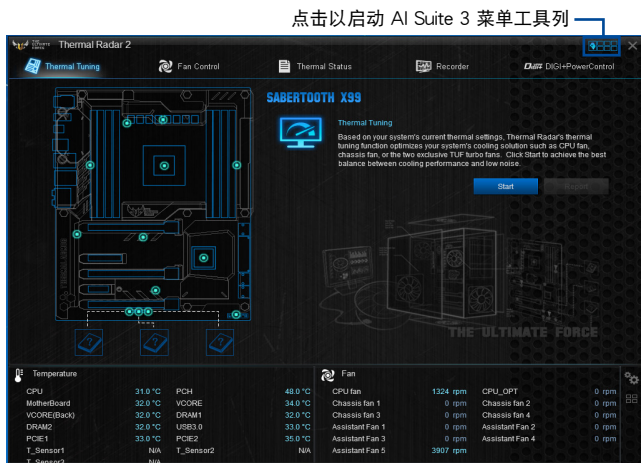 点击以启动 AI Suite 3 菜单工具列
THE ULTIMATE FORCE Thermal Radar 2
Thermal Tuning Fan Control Thermal Status Recorder DIGI+ DIGI+PowerControl
SABERTOOTH X99
Thermal Tuning
Based on your system's current thermal settings, Thermal Radar's thermal
tuning function optimizes your system's cooling solution such as CPU fan,
chassis fan, or the two exclusive TUF turbo fans. Click Start to achieve the best
balance between cooling performance and low noise.
Start Report
THE ULTIMATE FORCE
Temperature Fan
CPU 31.0 °C PCH 48.0 °C CPU fan 1324 rpm CPU_OPT 0 rpm
MotherBoard 32.0 °C VCORE 34.0 °C Chassis fan 1 0 rpm Chassis fan 2 0 rpm
VCORE(Back) 32.0 °C DRAM1 32.0 °C Chassis fan 3 0 rpm Chassis fan 4 0 rpm
DRAM2 32.0 °C USB3.0 33.0 °C Assistant Fan 1 0 rpm Assistant Fan 2 0 rpm
PCIE1 33.0 °C PCIE2 35.0 °C Assistant Fan 3 0 rpm Assistant Fan 4 0 rpm
T_Sensor1 N/A T_Sensor2 N/A Assistant Fan 5 3907 rpm
T_Sensor3 N/A